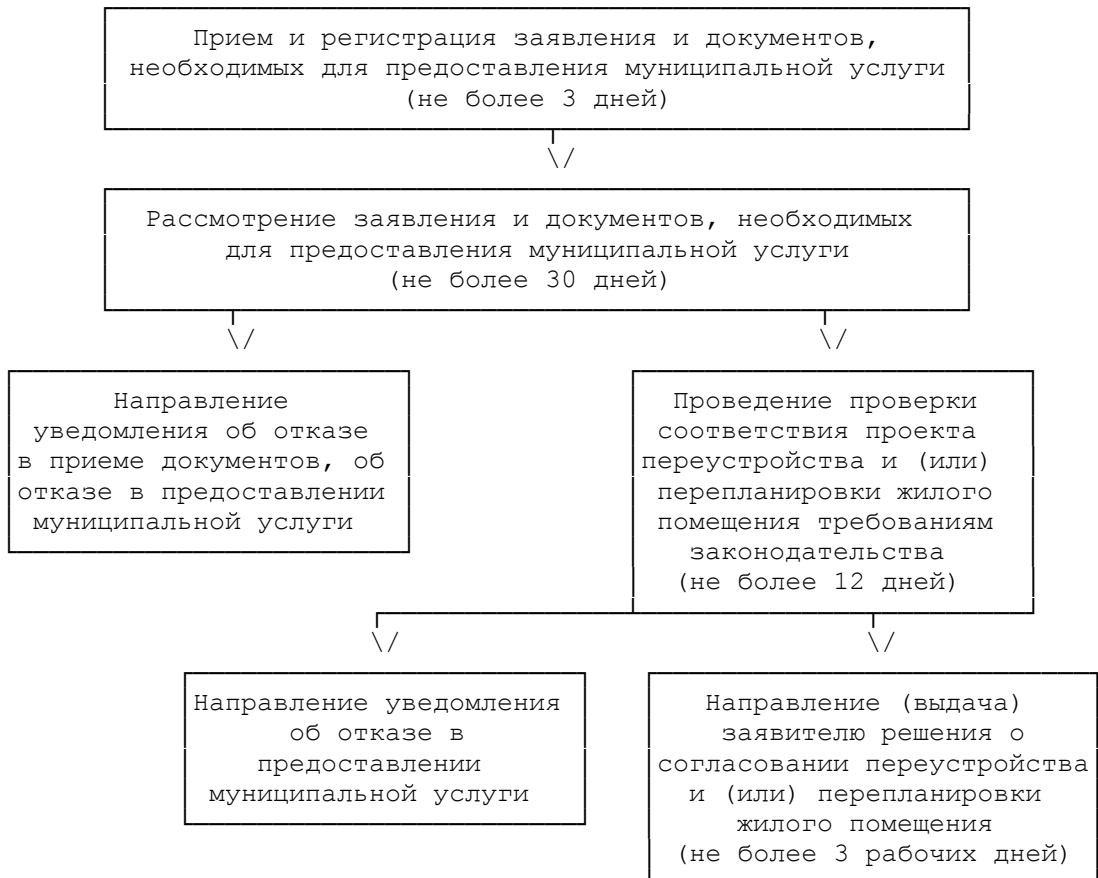 Прием и регистрация заявления и документов,
необходимых для предоставления муниципальной услуги
(не более 3 дней)
\/
Рассмотрение заявления и документов, необходимых
для предоставления муниципальной услуги
(не более 30 дней)
\/
\/
Направление
уведомления об отказе
в приеме документов, об
отказе в предоставлении
муниципальной услуги
Проведение проверки
соответствия проекта
переустройства и (или)
перепланировки жилого
помещения требованиям
законодательства
(не более 12 дней)
\/
\/
Направление уведомления
об отказе в
предоставлении
муниципальной услуги
Направление (выдача)
заявителю решения о
согласовании переустройства
и (или) перепланировки
жилого помещения
(не более 3 рабочих дней)